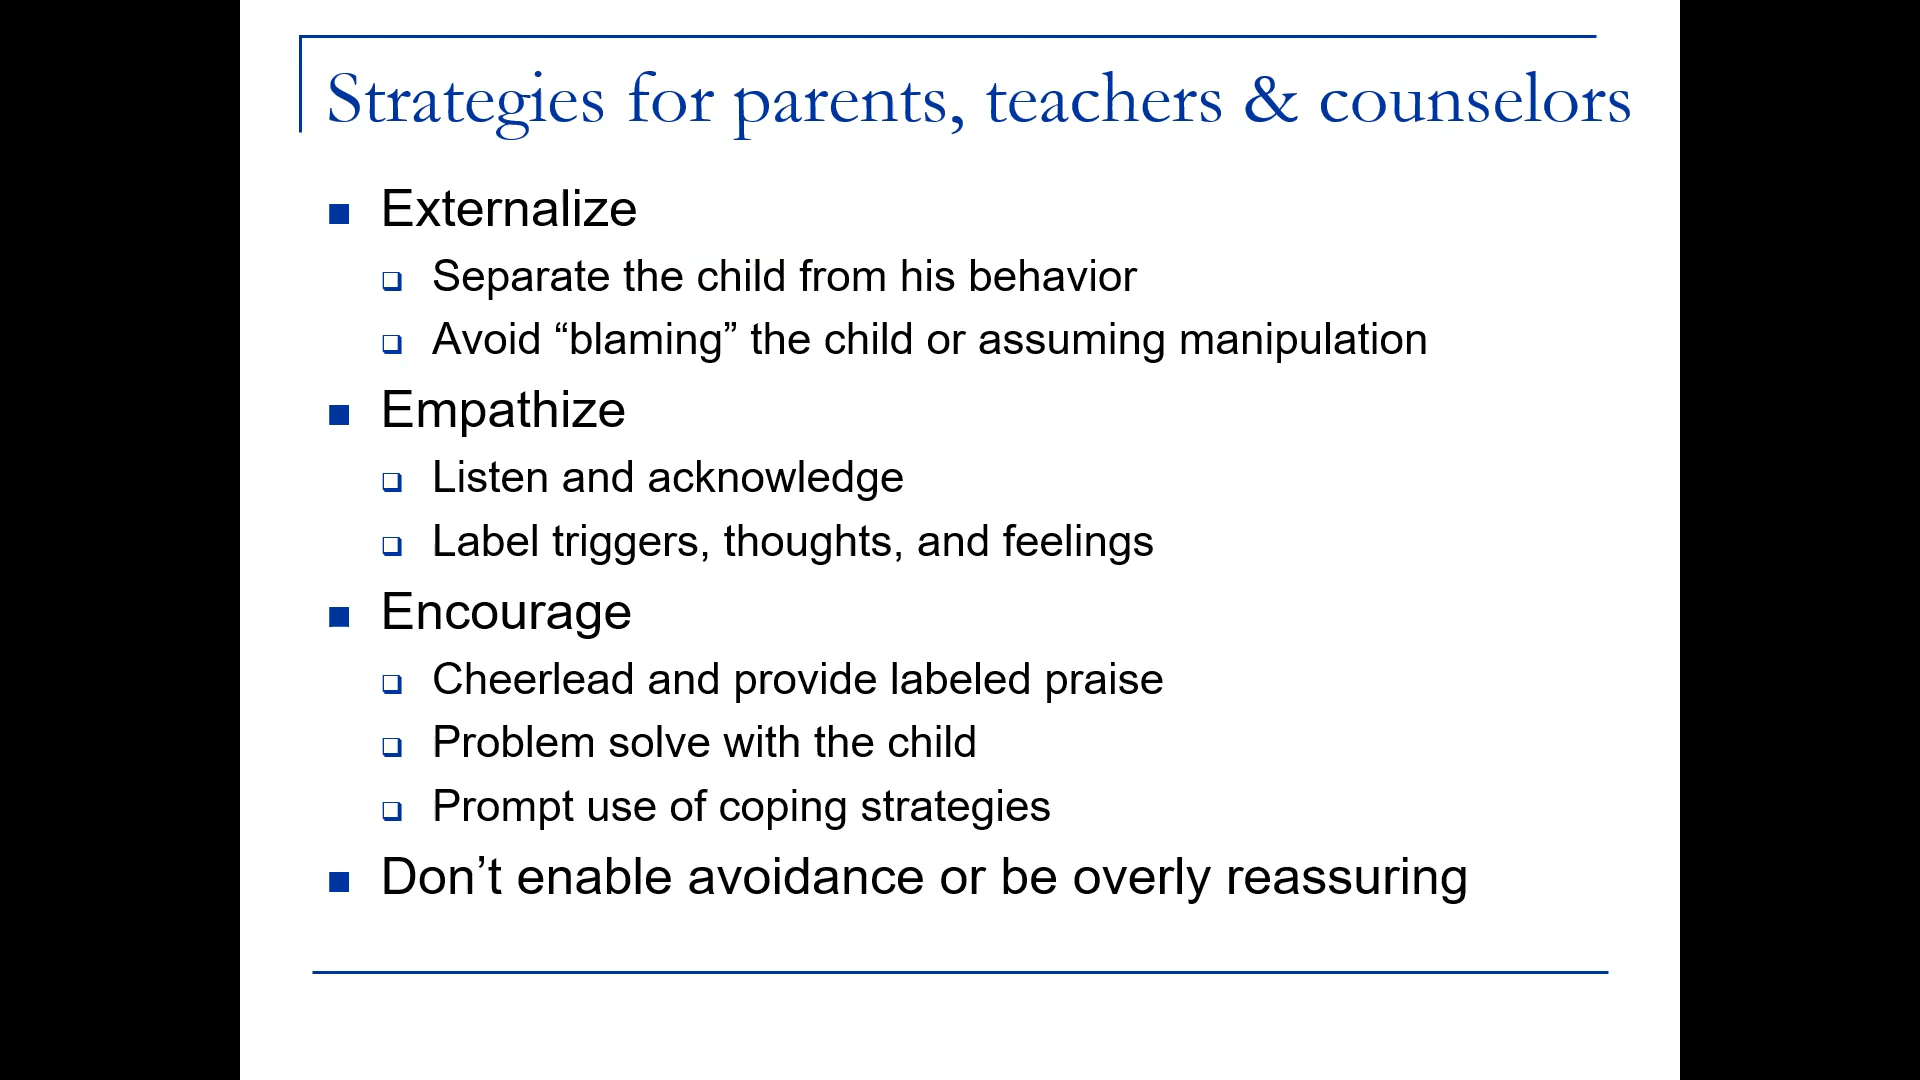 Strategies for parents, teachers & counselors
Externalize
Separate the child from his behavior
Avoid “blaming” the child or assuming manipulation
Empathize
Listen and acknowledge
Label triggers, thoughts, and feelings
Encourage
Cheerlead and provide labeled praise
Problem solve with the child
Prompt use of coping strategies
Don’t enable avoidance or be overly reassuring